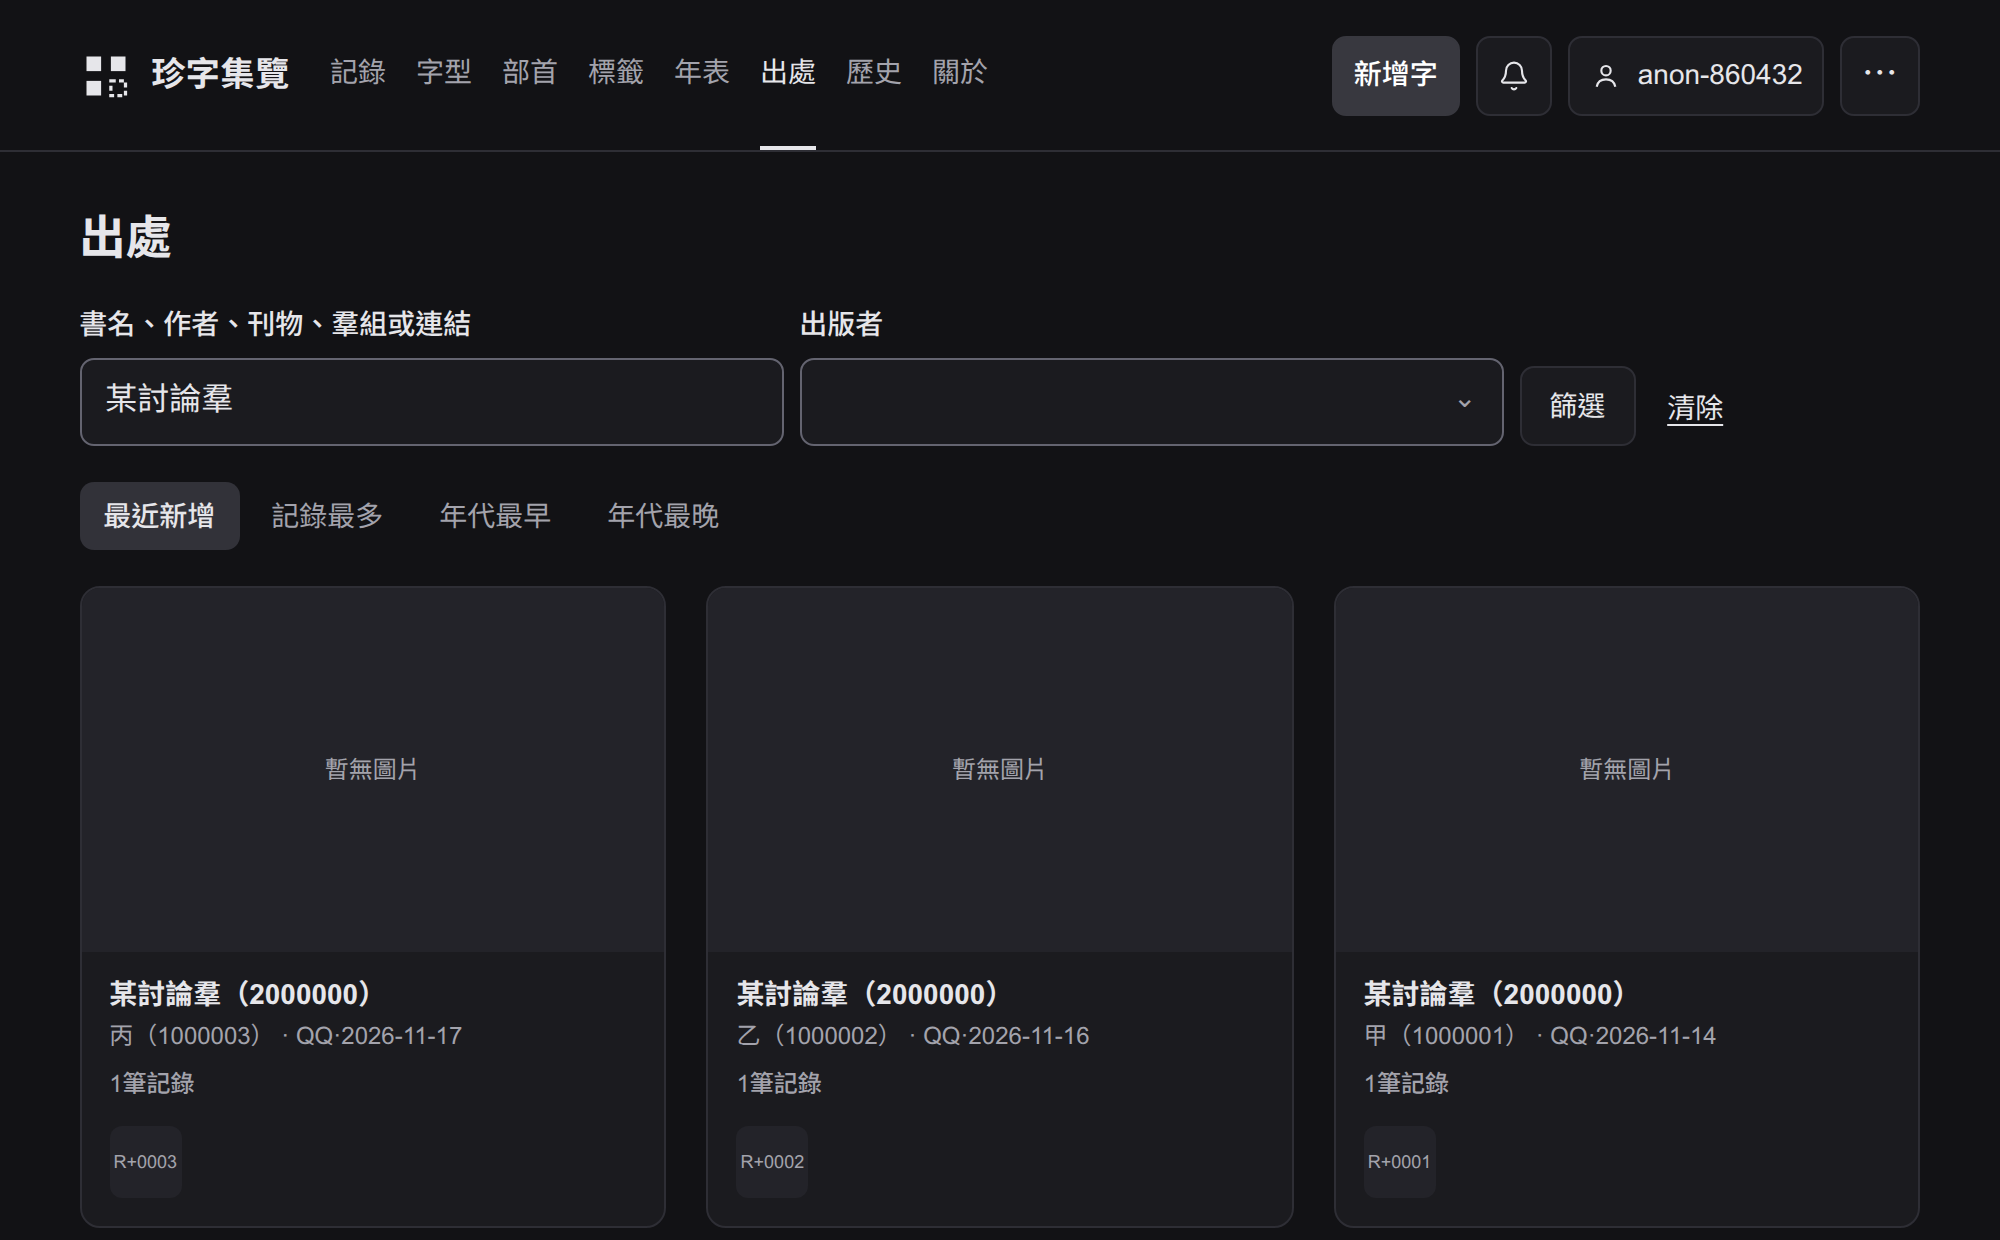 珍字集覽 記錄 字型 部首 標籤 年表 出處 歷史 關於 新增字 anon-860432 ···
出處
書名、作者、刊物、羣組或連結 出版者
某討論羣 篩選 清除
最近新增 記錄最多 年代最早 年代最晚
暫無圖片 暫無圖片 暫無圖片
某討論羣（2000000） 某討論羣（2000000） 某討論羣（2000000）
丙（1000003） · QQ·2026-11-17 乙（1000002） · QQ·2026-11-16 甲（1000001） · QQ·2026-11-14
1筆記錄 1筆記錄 1筆記錄
R+0003 R+0002 R+0001